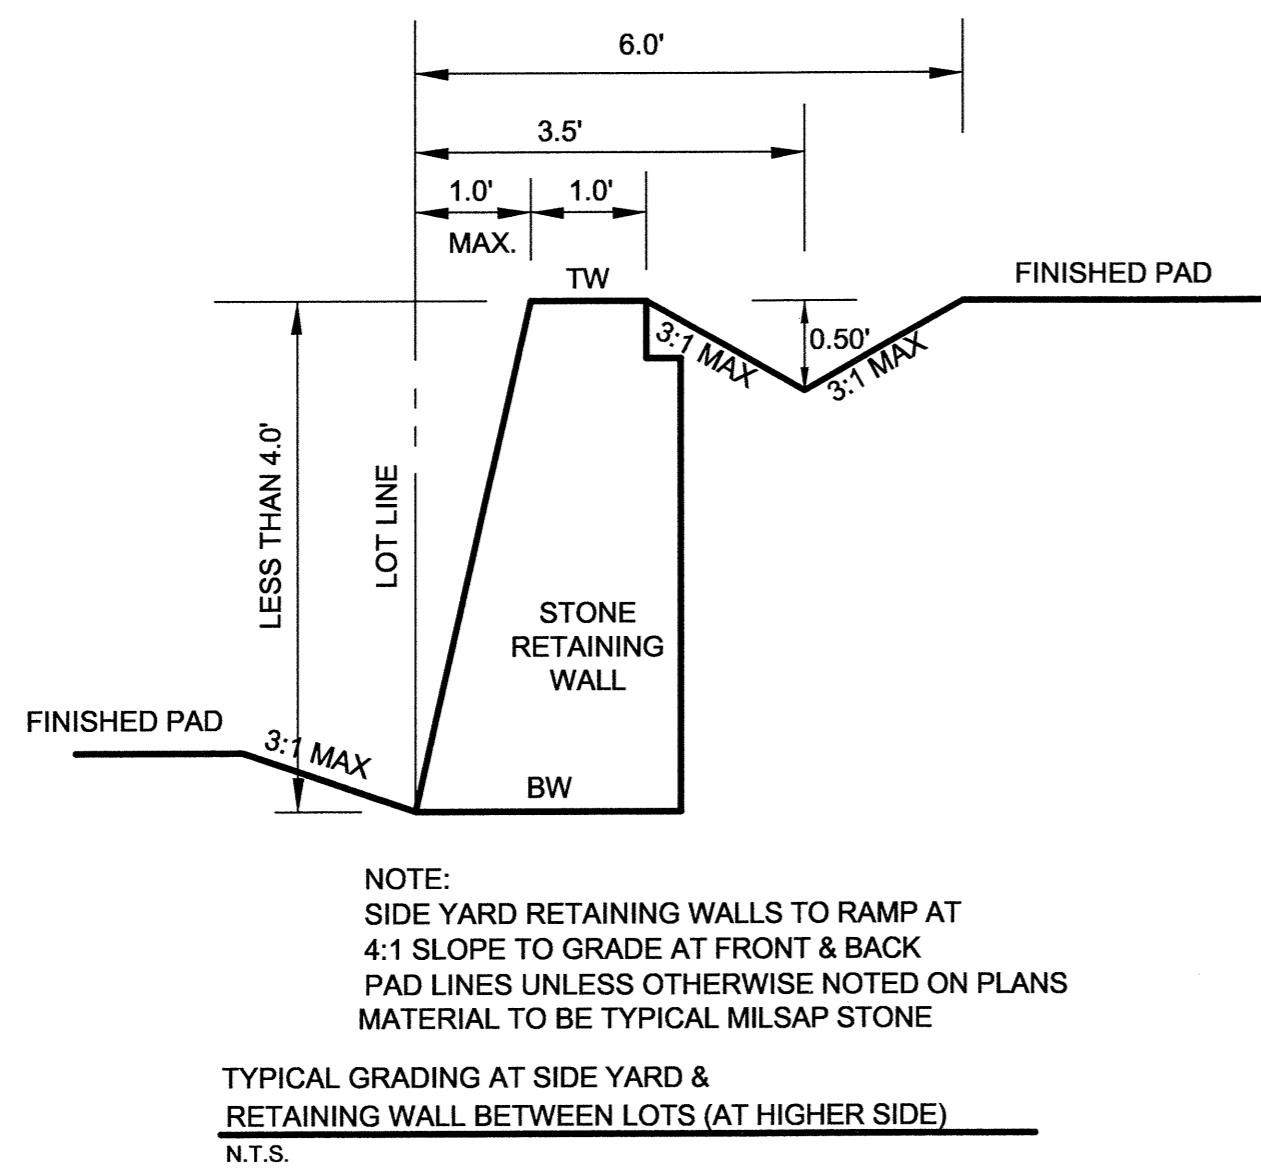 6.0'
3.5'
1.0'
1.0'
MAX.
TW
FINISHED PAD
0.50'
3:1 MAX
3:1 MAX
LESS THAN 4.0'
LOT LINE
STONE
RETAINING
WALL
FINISHED PAD
3:1 MAX
BW
NOTE:
SIDE YARD RETAINING WALLS TO RAMP AT
4:1 SLOPE TO GRADE AT FRONT & BACK
PAD LINES UNLESS OTHERWISE NOTED ON PLANS
MATERIAL TO BE TYPICAL MILSAP STONE
TYPICAL GRADING AT SIDE YARD &
RETAINING WALL BETWEEN LOTS (AT HIGHER SIDE)
N.T.S.